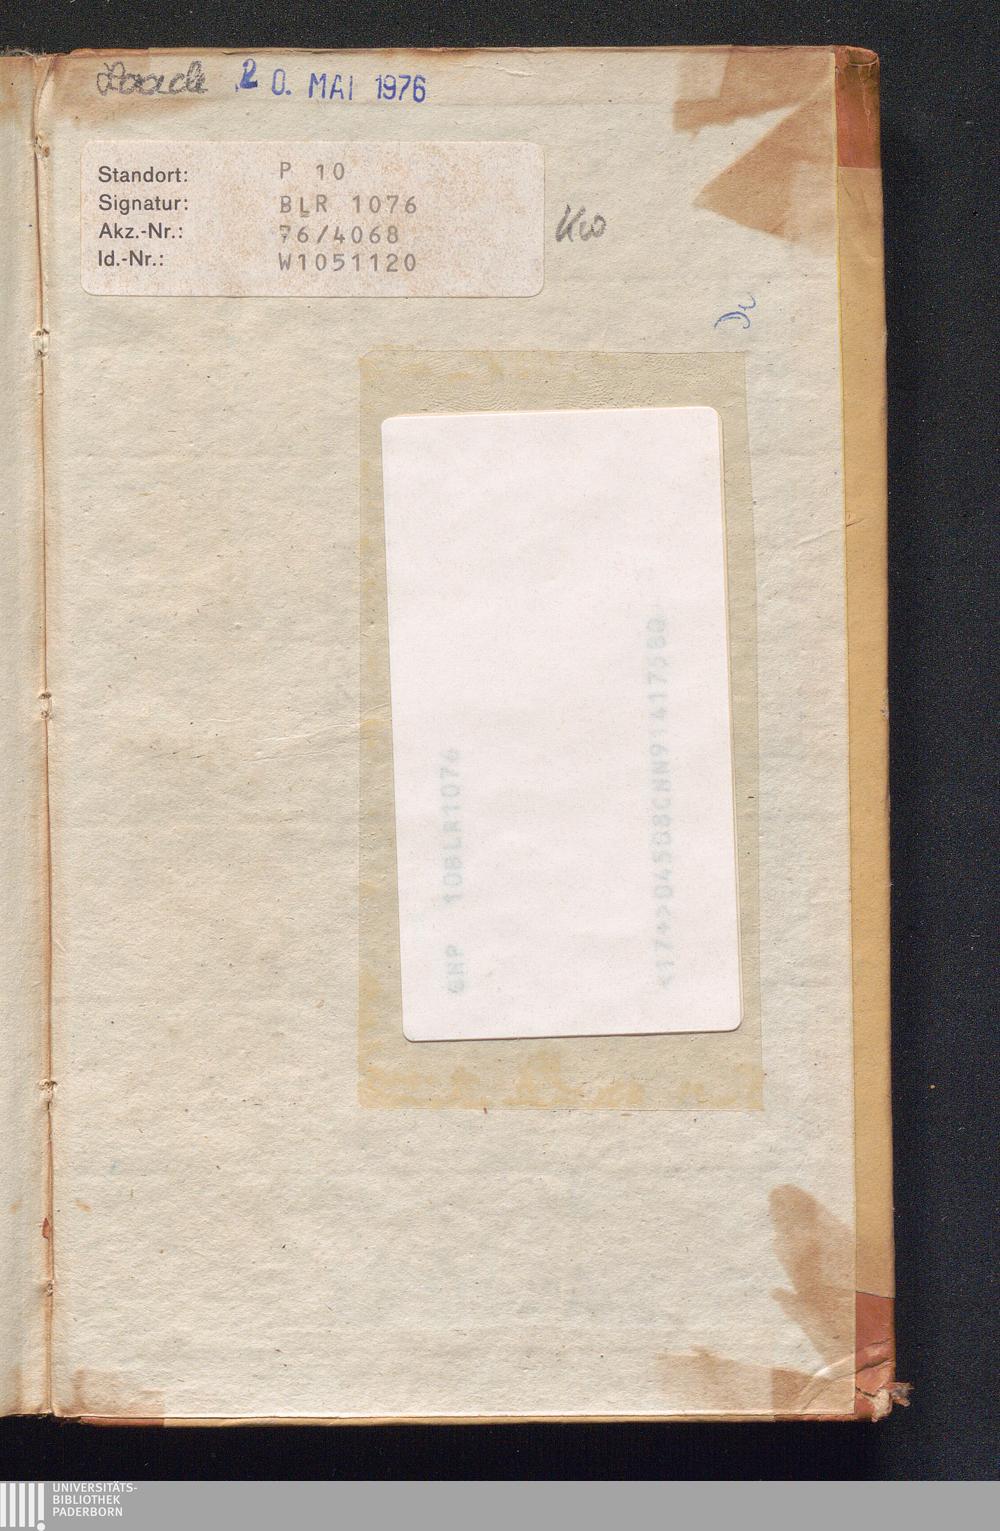 20. MAI 1976
Standort: P 10
Signatur: BLR 1076
Akz.-Nr.: 76/4068
Id.-Nr.: W1051120
GHP 10BLR1076
UNIVERSITÄTS-
BIBLIOTHEK
PADERBORN